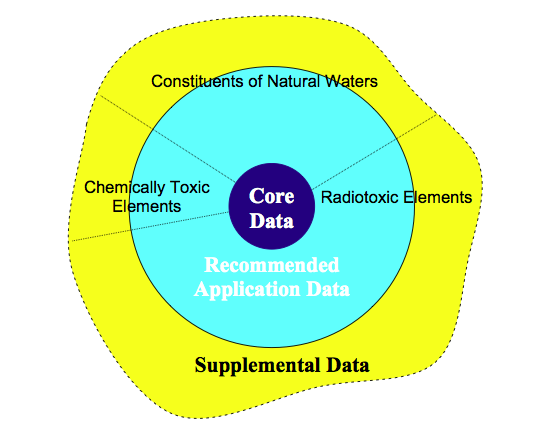 Constituents of Natural Waters
Chemically Toxic
Elements
Core
Data
Radiotoxic Elements
Recommended
Application Data
Supplemental Data